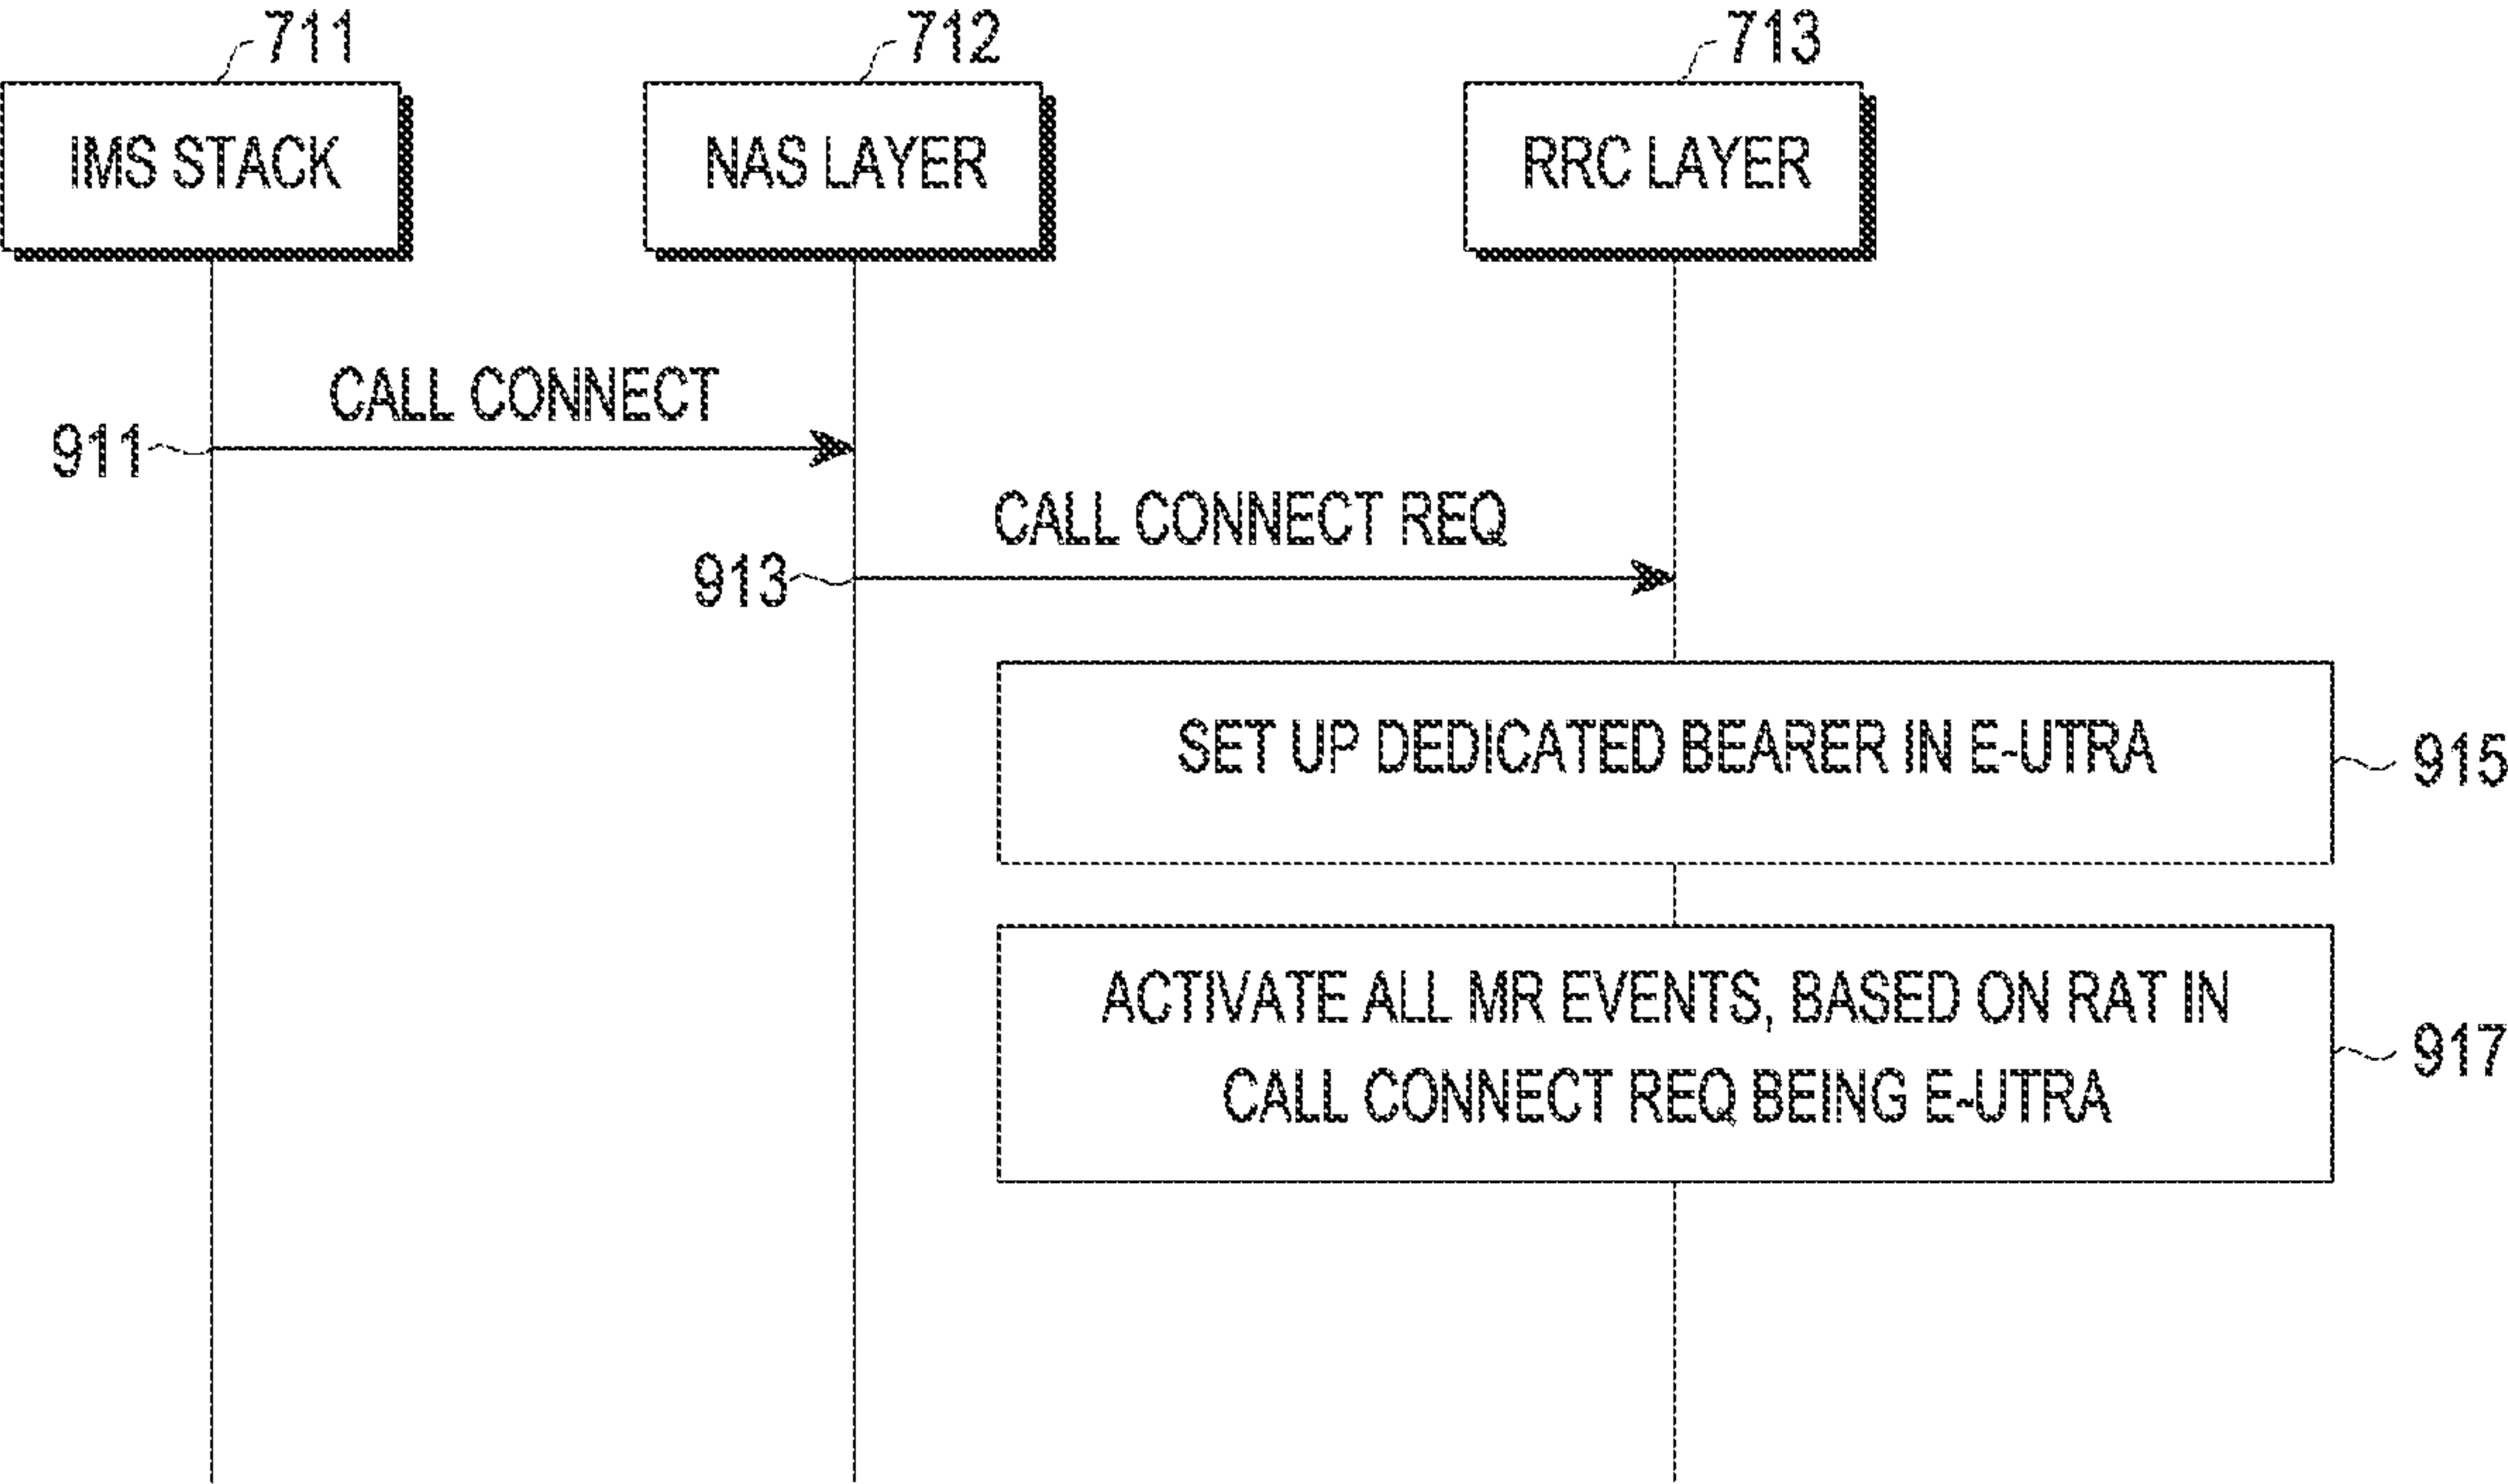 711
712
713
IMS STACK
NAS LAYER
RRC LAYER
CALL CONNECT
911
CALL CONNECT REQ
913
SET UP DEDICATED BEARER IN E-UTRA
915
ACTIVATE ALL MR EVENTS, BASED ON RAT IN
CALL CONNECT REQ BEING E-UTRA
917